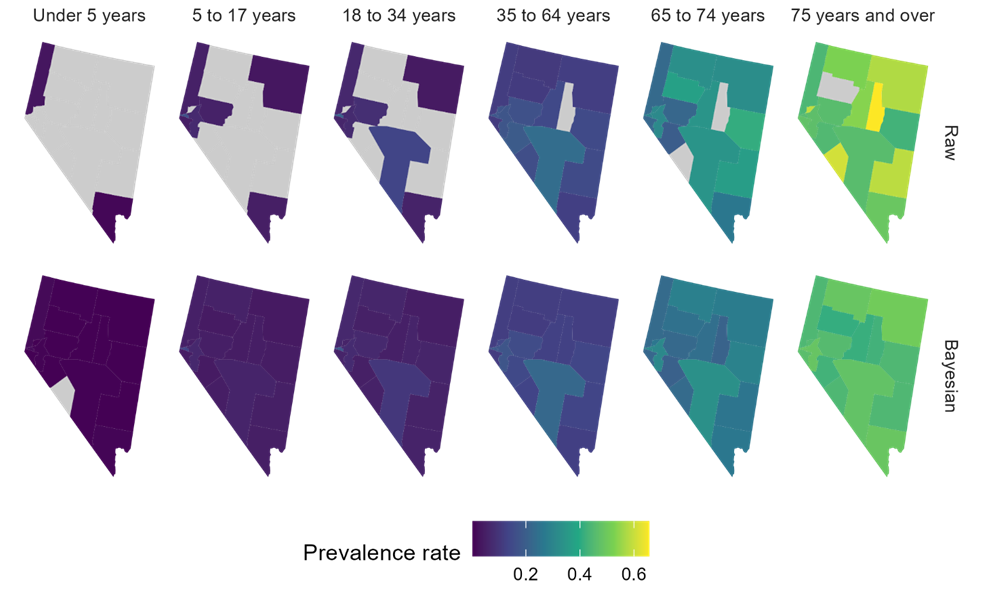 Under 5 years 5 to 17 years 18 to 34 years 35 to 64 years 65 to 74 years 75 years and over
Raw
Bayesian
Prevalence rate
0.2 0.4 0.6